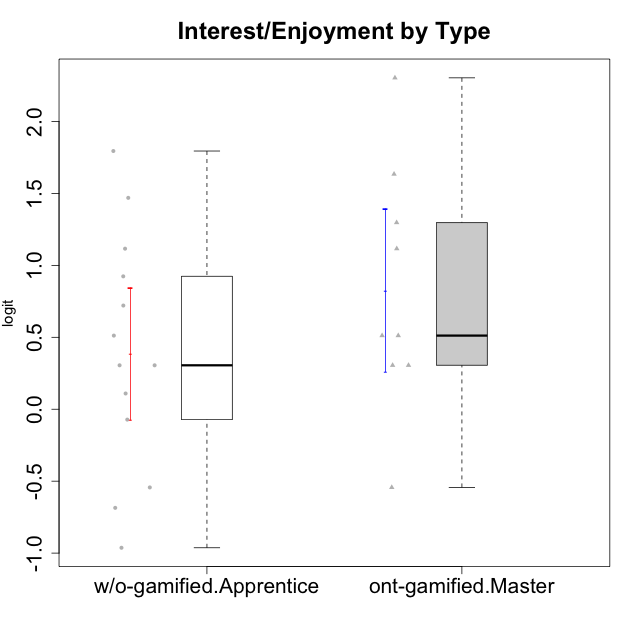 Interest/Enjoyment by Type
2.0
1.5
1.0
0.5
0.0
-0.5
-1.0
logit
w/o-gamified.Apprentice
ont-gamified.Master